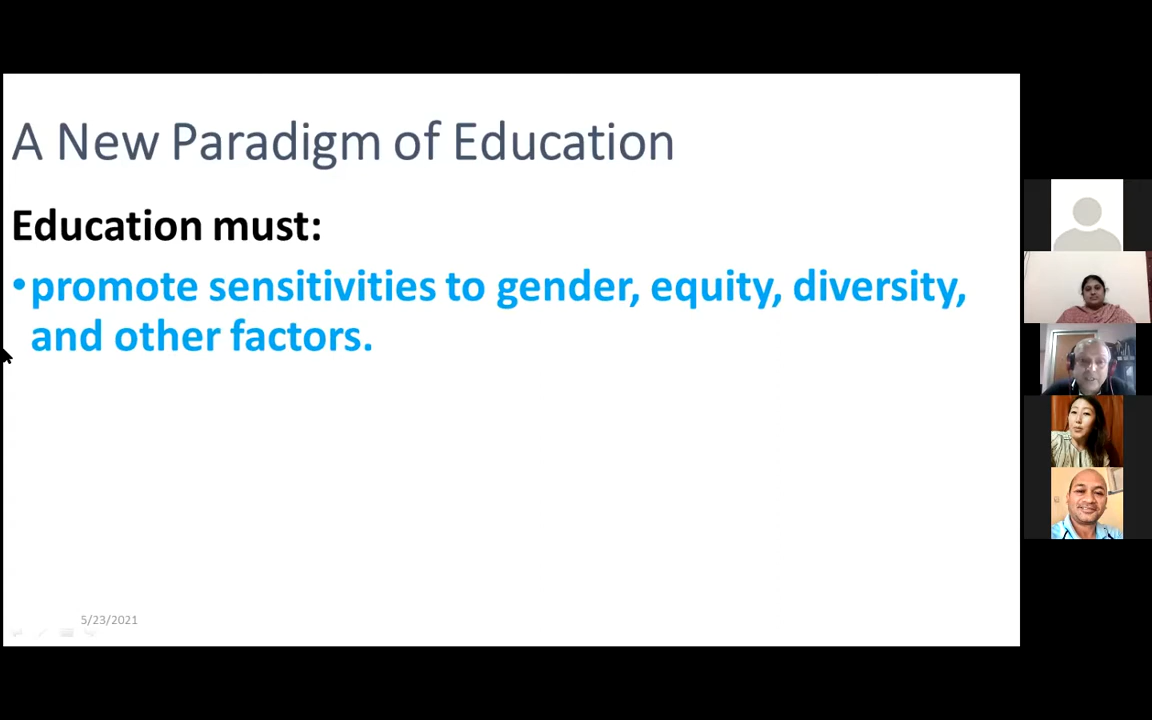 A New Paradigm of Education
Education must:
•promote sensitivities to gender, equity, diversity,
and other factors.
5/23/2021